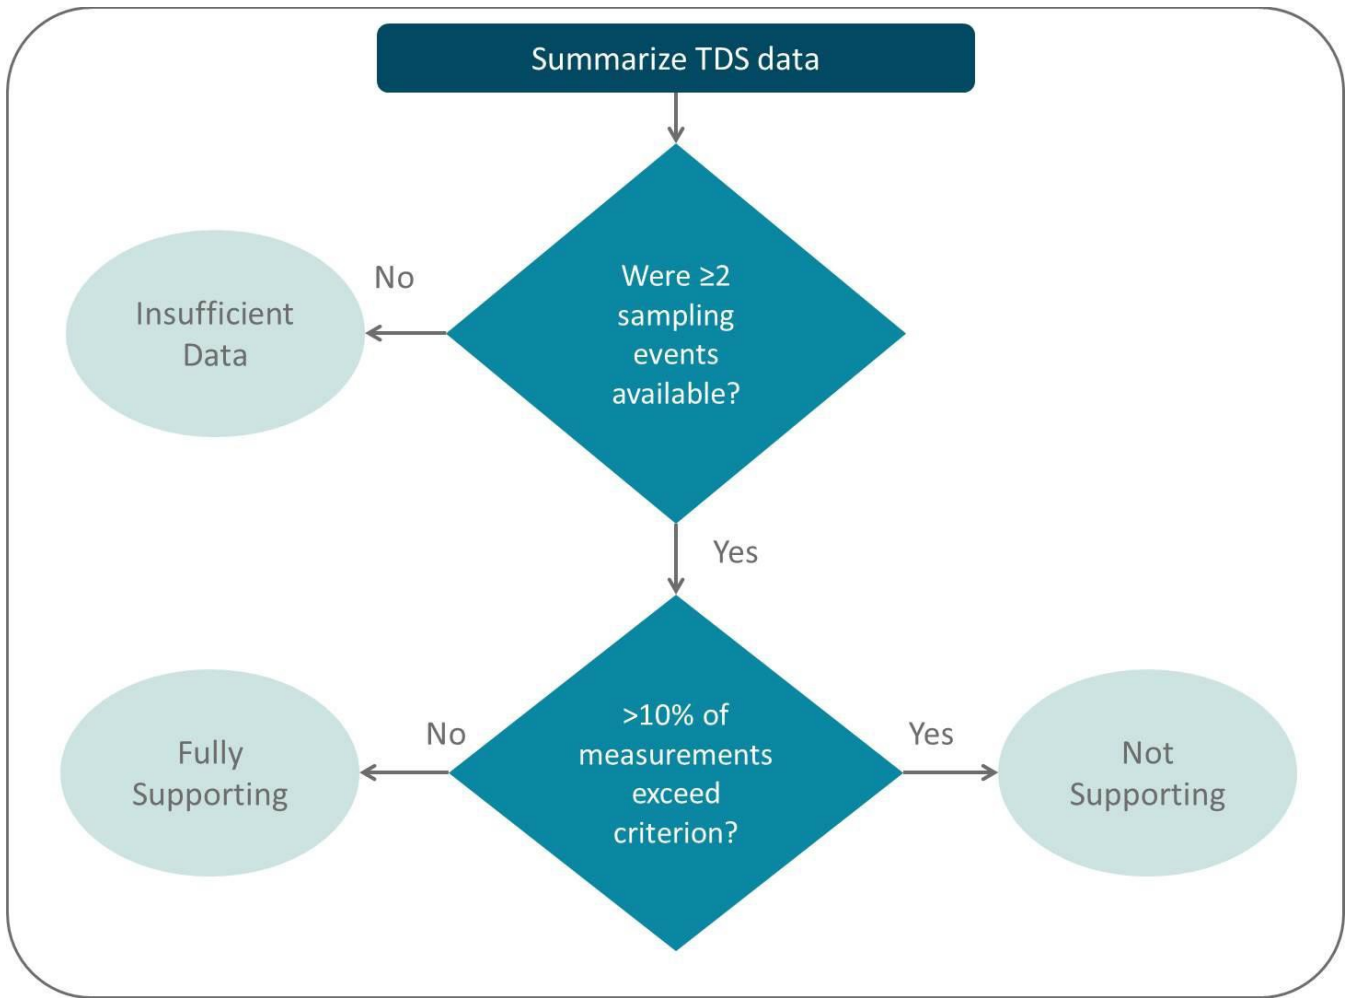 Summarize TDS data
Were ≥2
sampling
events
available?
No
Insufficient
Data
Yes
>10% of
measurements
exceed
criterion?
No
Fully
Supporting
Yes
Not
Supporting